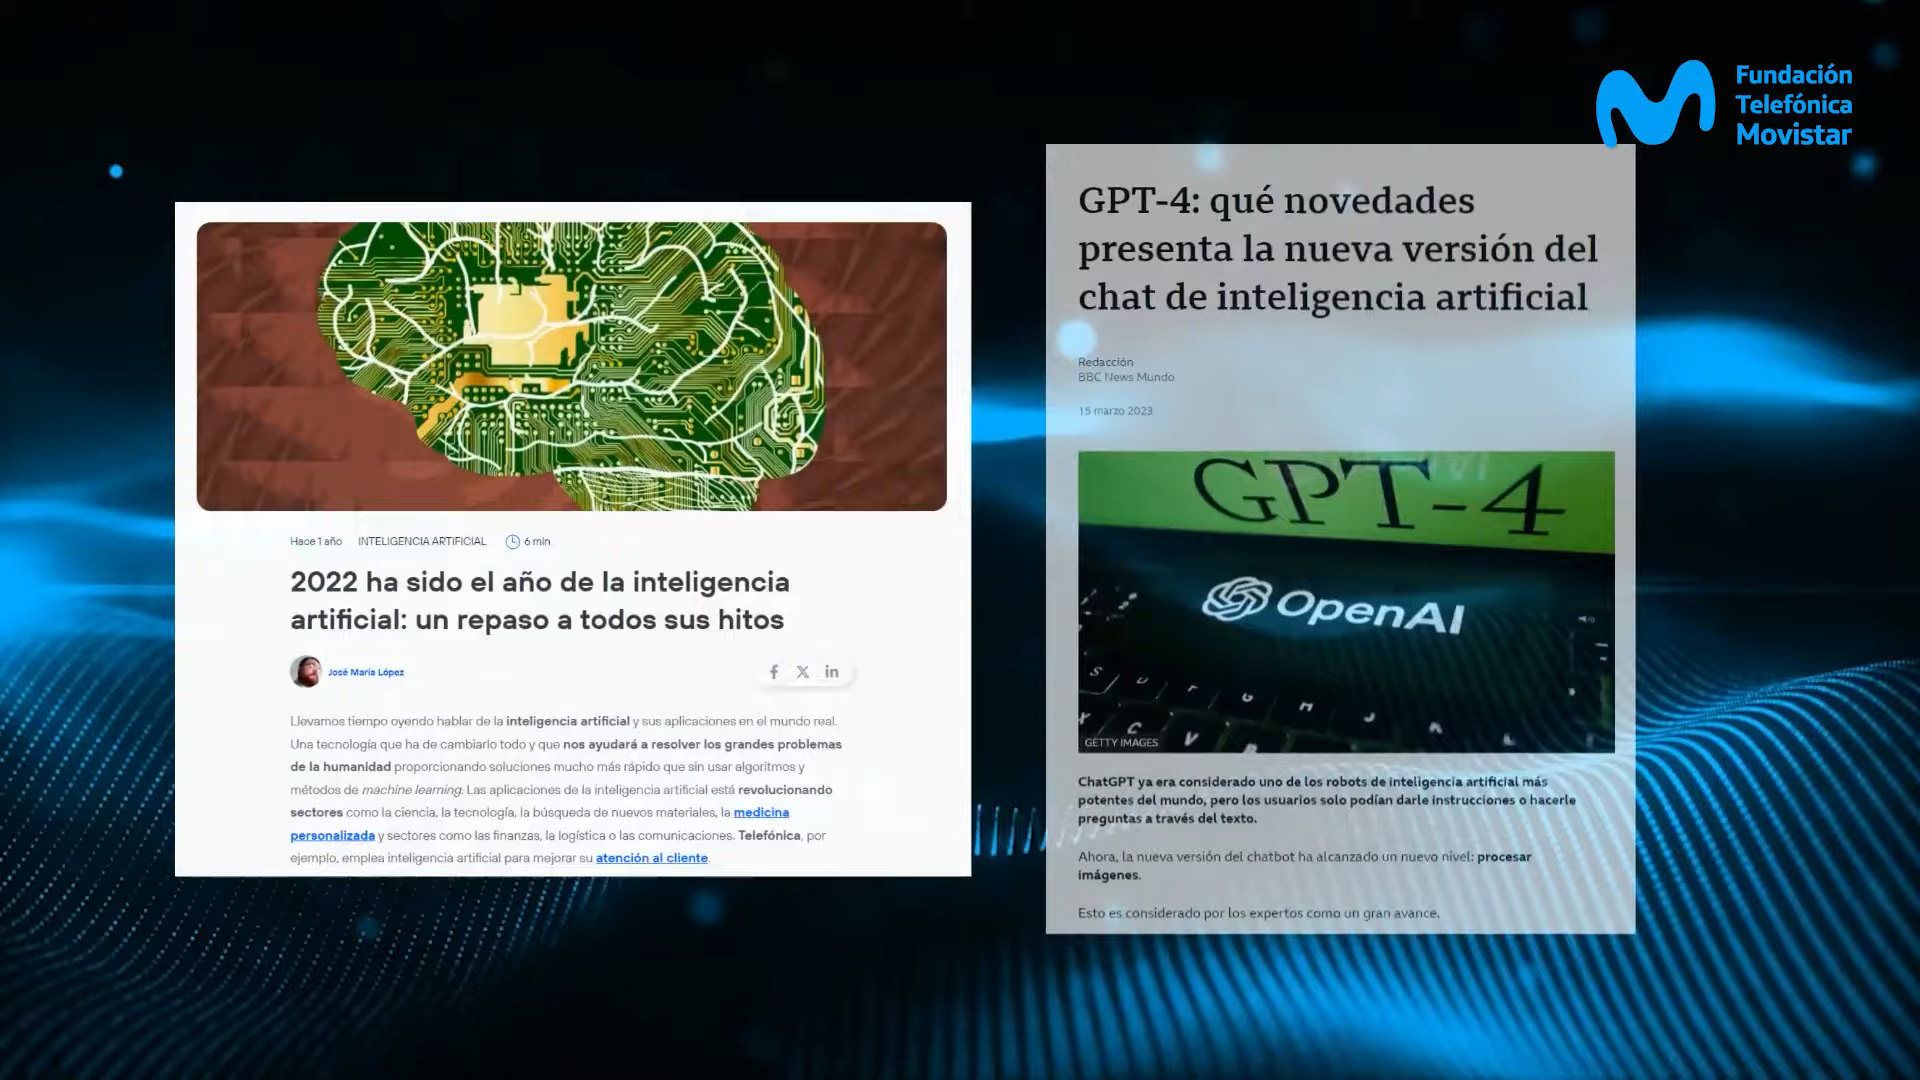 Fundación
Telefónica
Movistar
Hace 1 año INTELIGENCIA ARTIFICIAL 6 min
2022 ha sido el año de la inteligencia
artificial: un repaso a todos sus hitos
José María López
Llevamos tiempo oyendo hablar de la inteligencia artificial y sus aplicaciones en el mundo real.
Una tecnología que ha de cambiarlo todo y que nos ayudará a resolver los grandes problemas
de la humanidad proporcionando soluciones mucho más rápido que sin usar algoritmos y
métodos de machine learning. Las aplicaciones de la inteligencia artificial está revolucionando
sectores como la ciencia, la tecnología, la búsqueda de nuevos materiales, la medicina
personalizada y sectores como las finanzas, la logística o las comunicaciones. Telefónica, por
ejemplo, emplea inteligencia artificial para mejorar su atención al cliente.
GPT-4: qué novedades
presenta la nueva versión del
chat de inteligencia artificial
Redacción
BBC News Mundo
15 marzo 2023
GPT-4
OpenAI
GETTY IMAGES
ChatGPT ya era considerado uno de los robots de inteligencia artificial más
potentes del mundo, pero los usuarios solo podían darle instrucciones o hacerle
preguntas a través del texto.
Ahora, la nueva versión del chatbot ha alcanzado un nuevo nivel: procesar
imágenes.
Esto es considerado por los expertos como un gran avance.